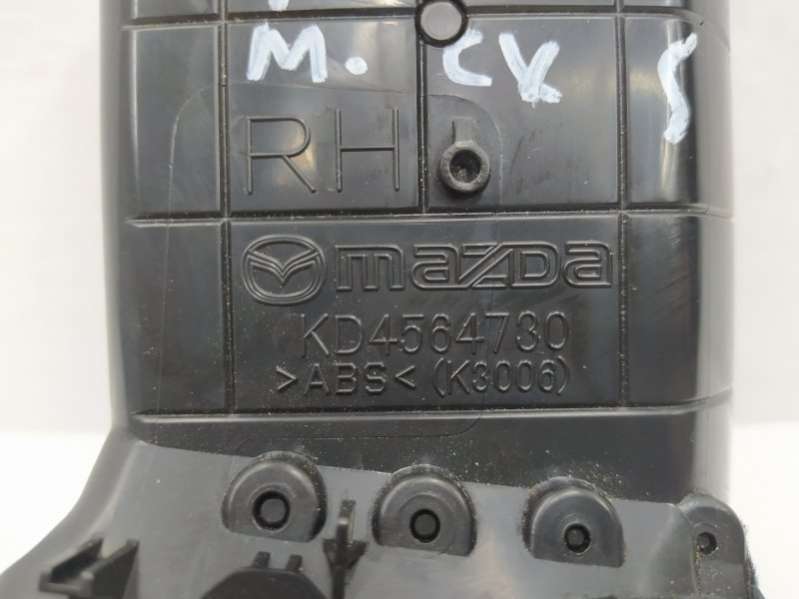 M. CX 5
RH
mazda
KD4564730
>ABS< (K3006)